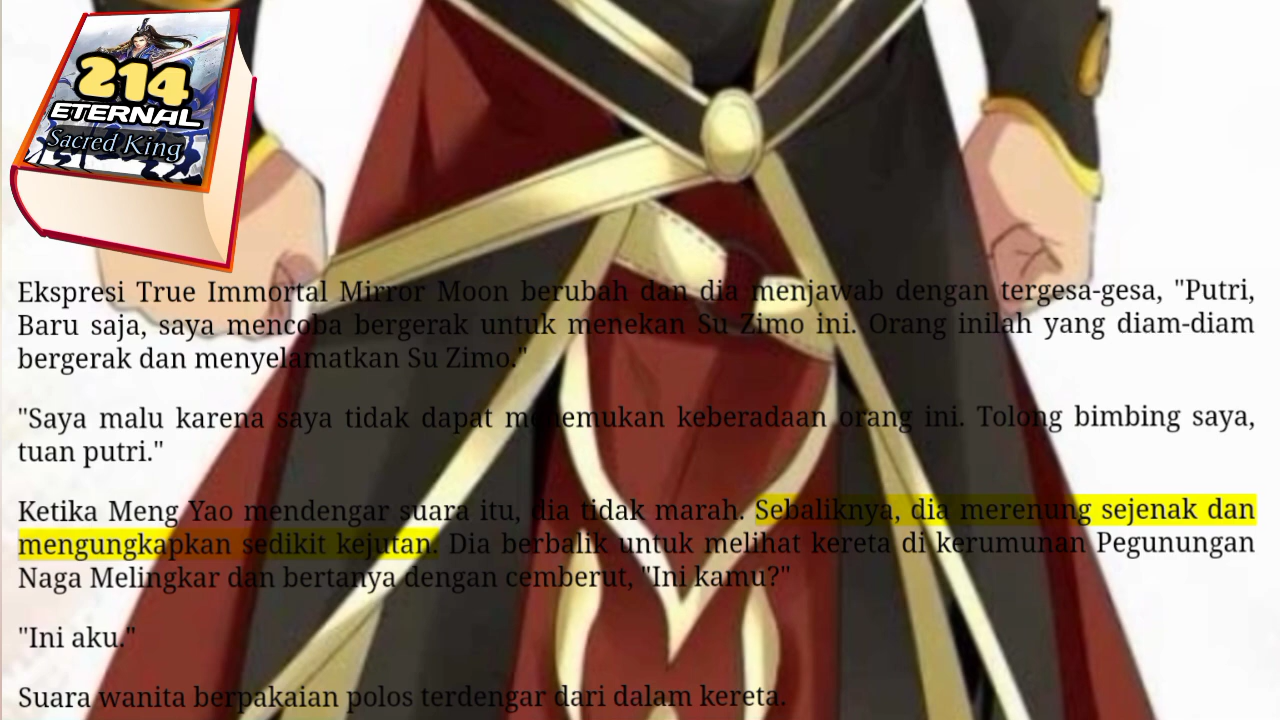 214
ETERNAL
Sacred King
Ekspresi True Immortal Mirror Moon berubah dan dia menjawab dengan tergesa-gesa, "Putri,
Baru saja, saya mencoba bergerak untuk menekan Su Zimo ini. Orang inilah yang diam-diam
bergerak dan menyelamatkan Su Zimo."
"Saya malu karena saya tidak dapat menemukan keberadaan orang ini. Tolong bimbing saya,
tuan putri."
Ketika Meng Yao mendengar suara itu, dia tidak marah. Sebaliknya, dia merenung sejenak dan
mengungkapkan sedikit kejutan. Dia berbalik untuk melihat kereta di kerumunan Pegunungan
Naga Melingkar dan bertanya dengan cemberut, "Ini kamu?"
"Ini aku."
Suara wanita berpakaian polos terdengar dari dalam kereta.